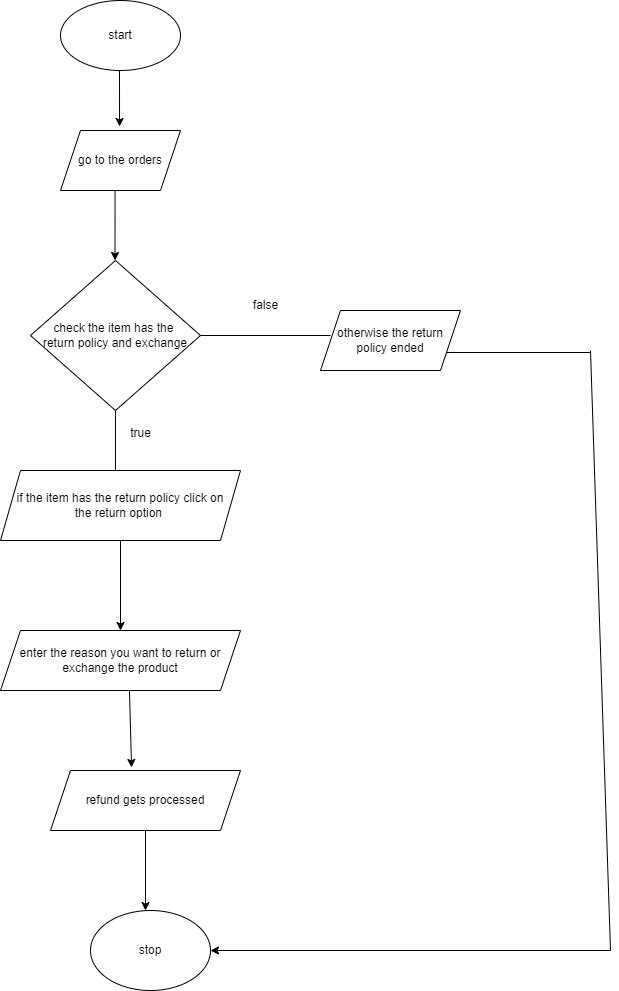 start
go to the orders
check the item has the
return policy and exchange
false
otherwise the return
policy ended
true
if the item has the return policy click on
the return option
enter the reason you want to return or
exchange the product
refund gets processed
stop